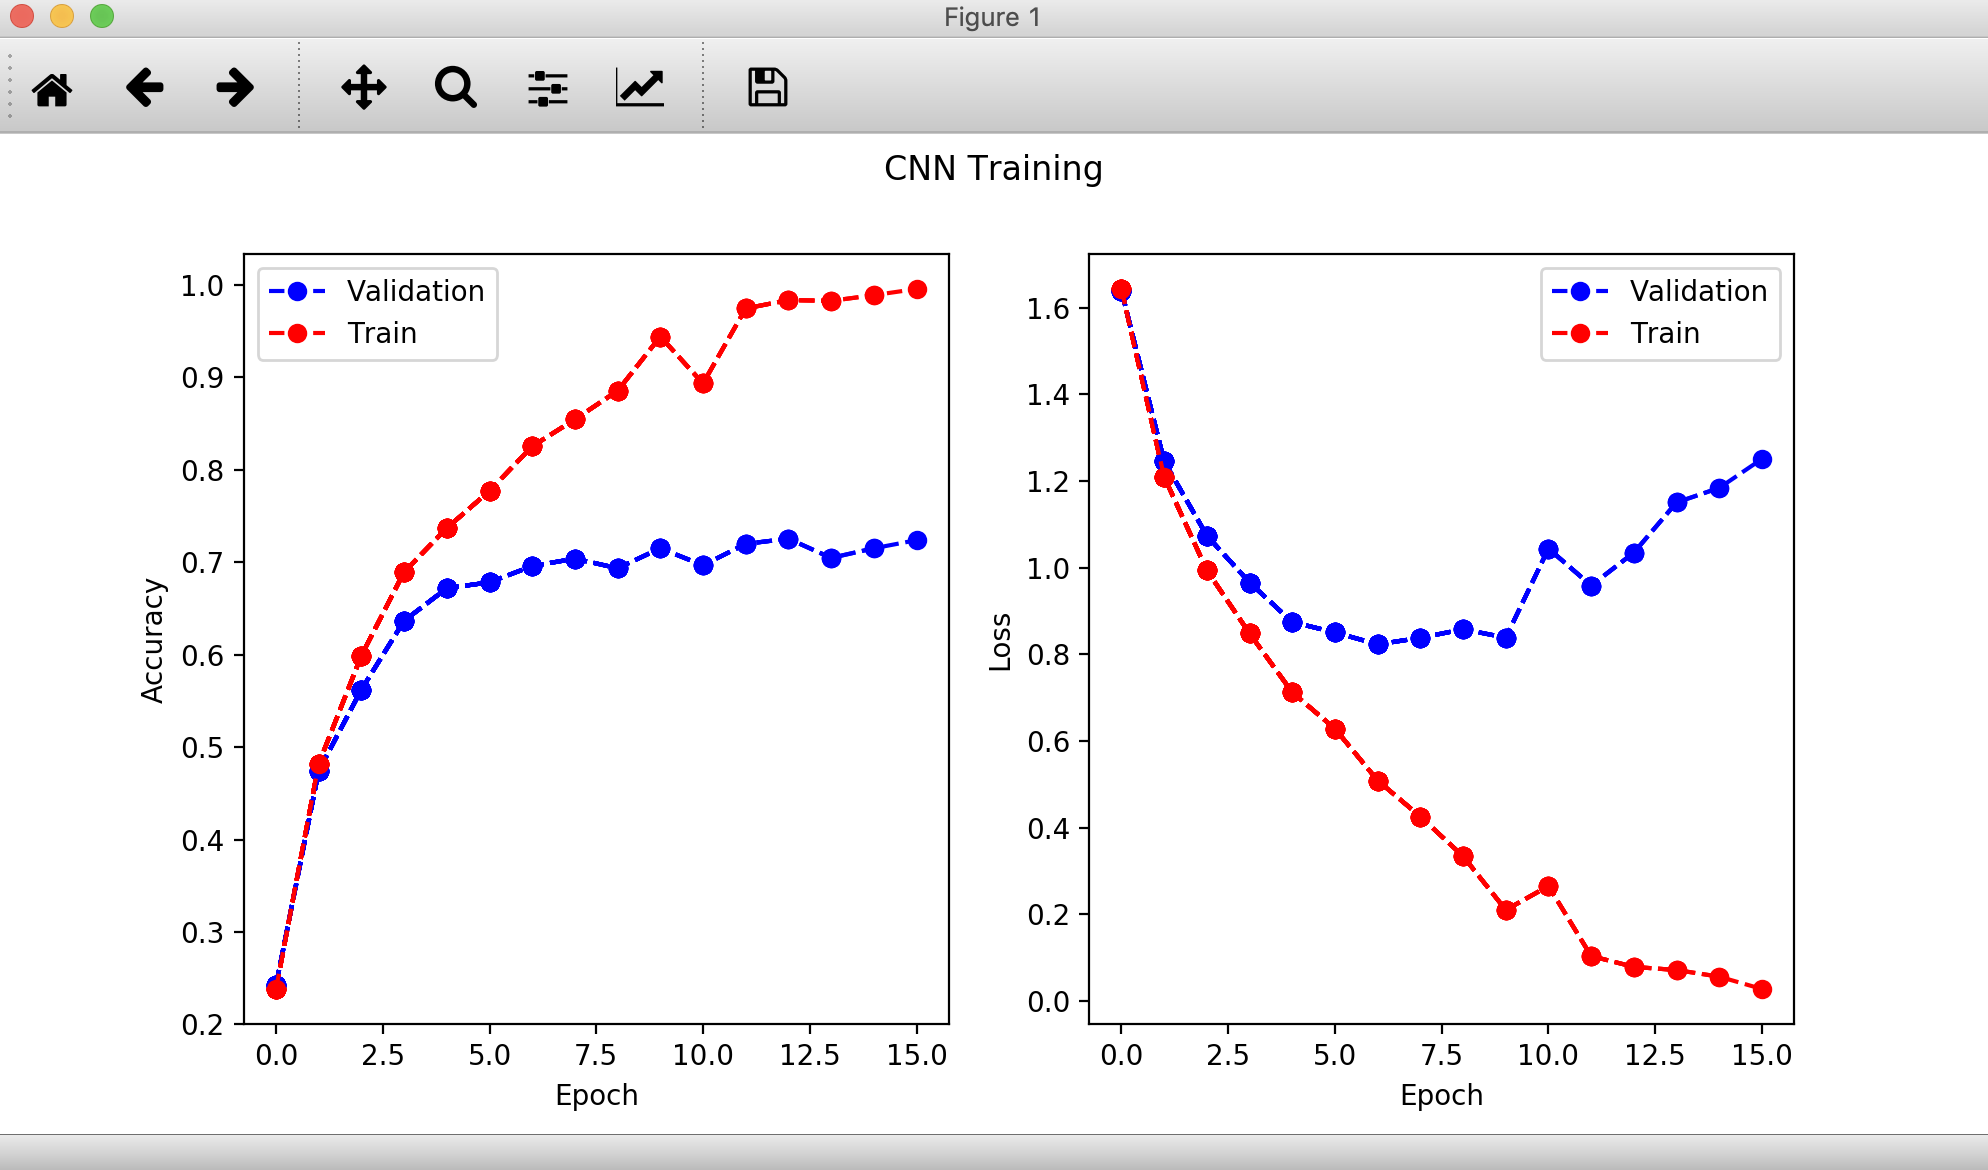 Figure 1
CNN Training
Validation
Train
1.0
0.9
0.8
0.7
0.6
0.5
0.4
0.3
0.2
Accuracy
0.0 2.5 5.0 7.5 10.0 12.5 15.0
Epoch
Validation
Train
1.6
1.4
1.2
1.0
0.8
0.6
0.4
0.2
0.0
Loss
0.0 2.5 5.0 7.5 10.0 12.5 15.0
Epoch